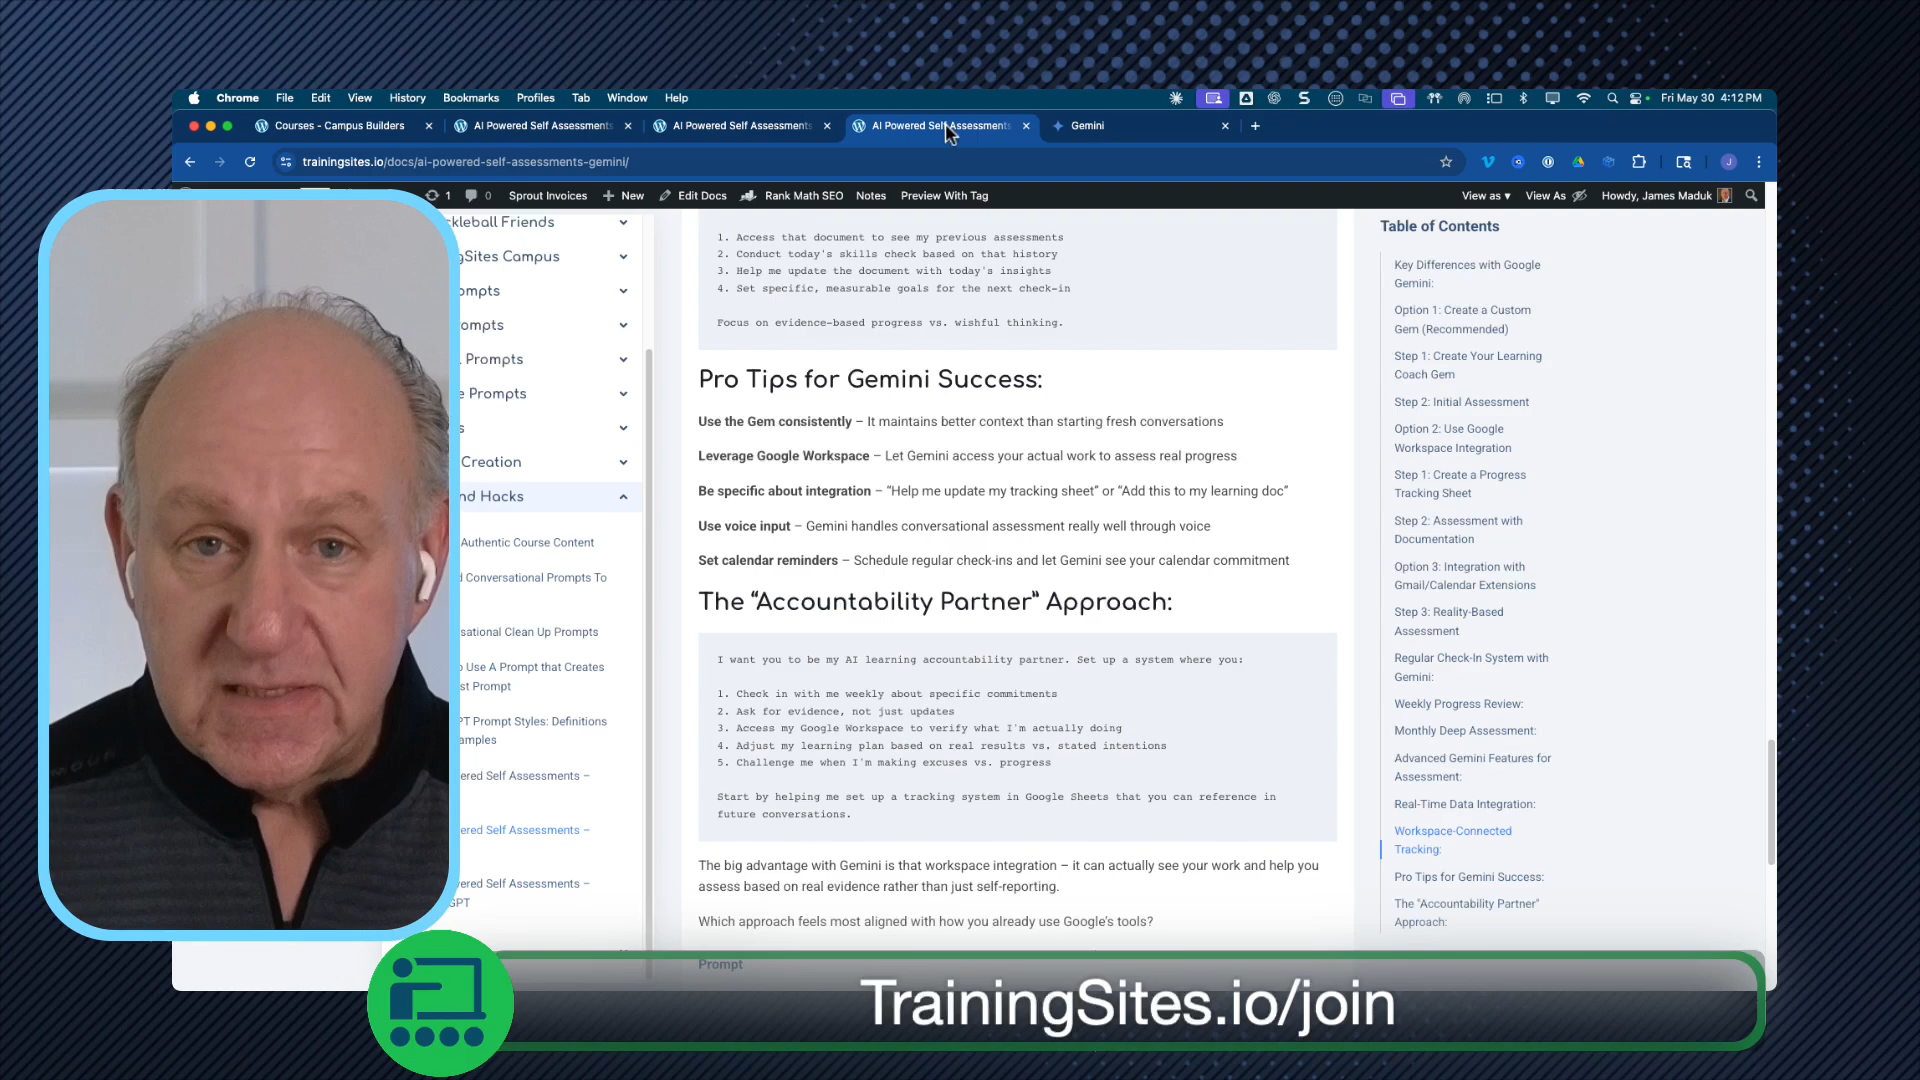 Chrome File Edit View History Bookmarks Profiles Tab Window Help
Fri May 30 4:12 PM
Courses - Campus Builders
AI Powered Self Assessments
AI Powered Self Assessments
AI Powered Self Assessments
Gemini
trainingsites.io/docs/ai-powered-self-assessments-gemini/
1 0 Sprout Invoices New Edit Docs Rank Math SEO Notes Preview With Tag View as ▾ View As Howdy, James Maduk
ckleball Friends
gSites Campus
ompts
ompts
Prompts
e Prompts
s
Creation
nd Hacks
Authentic Course Content
d Conversational Prompts To
sational Clean Up Prompts
o Use A Prompt that Creates
st Prompt
PT Prompt Styles: Definitions
amples
ered Self Assessments –
ered Self Assessments –
ered Self Assessments –
GPT
1. Access that document to see my previous assessments
2. Conduct today's skills check based on that history
3. Help me update the document with today's insights
4. Set specific, measurable goals for the next check-in
Focus on evidence-based progress vs. wishful thinking.
Pro Tips for Gemini Success:
Use the Gem consistently – It maintains better context than starting fresh conversations
Leverage Google Workspace – Let Gemini access your actual work to assess real progress
Be specific about integration – “Help me update my tracking sheet” or “Add this to my learning doc”
Use voice input – Gemini handles conversational assessment really well through voice
Set calendar reminders – Schedule regular check-ins and let Gemini see your calendar commitment
The “Accountability Partner” Approach:
I want you to be my AI learning accountability partner. Set up a system where you:
1. Check in with me weekly about specific commitments
2. Ask for evidence, not just updates
3. Access my Google Workspace to verify what I'm actually doing
4. Adjust my learning plan based on real results vs. stated intentions
5. Challenge me when I'm making excuses vs. progress
Start by helping me set up a tracking system in Google Sheets that you can reference in
future conversations.
The big advantage with Gemini is that workspace integration – it can actually see your work and help you
assess based on real evidence rather than just self-reporting.
Which approach feels most aligned with how you already use Google's tools?
Prompt
Table of Contents
Key Differences with Google
Gemini:
Option 1: Create a Custom
Gem (Recommended)
Step 1: Create Your Learning
Coach Gem
Step 2: Initial Assessment
Option 2: Use Google
Workspace Integration
Step 1: Create a Progress
Tracking Sheet
Step 2: Assessment with
Documentation
Option 3: Integration with
Gmail/Calendar Extensions
Step 3: Reality-Based
Assessment
Regular Check-In System with
Gemini:
Weekly Progress Review:
Monthly Deep Assessment:
Advanced Gemini Features for
Assessment:
Real-Time Data Integration:
Workspace-Connected
Tracking:
Pro Tips for Gemini Success:
The "Accountability Partner"
Approach:
TrainingSites.io/join